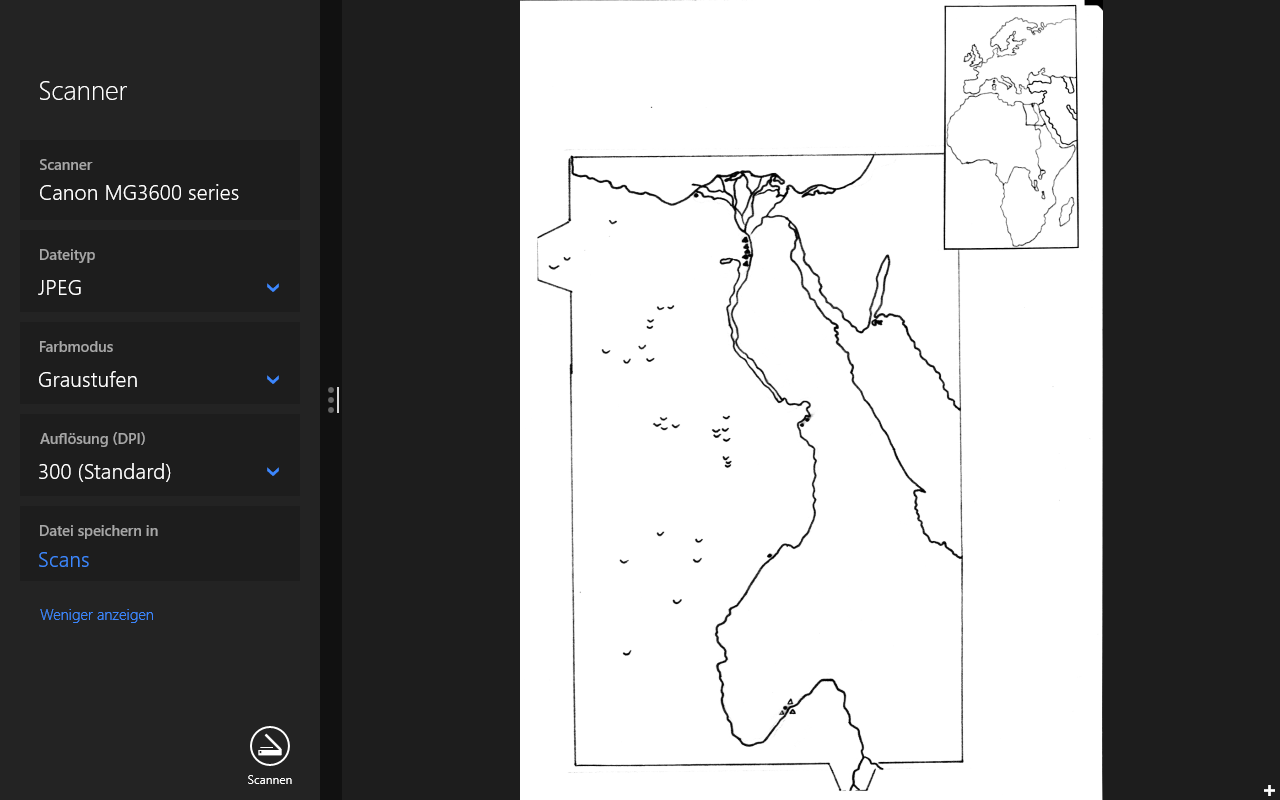 Scanner
Scanner
Canon MG3600 series
Dateityp
JPEG
Farbmodus
Graustufen
Auflösung (DPI)
300 (Standard)
Datei speichern in
Scans
Weniger anzeigen
Scannen